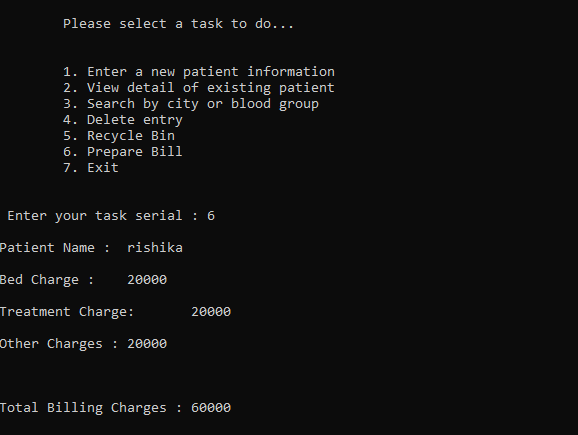 Please select a task to do...
1. Enter a new patient information
2. View detail of existing patient
3. Search by city or blood group
4. Delete entry
5. Recycle Bin
6. Prepare Bill
7. Exit
Enter your task serial : 6
Patient Name : rishika
Bed Charge : 20000
Treatment Charge: 20000
Other Charges : 20000
Total Billing Charges : 60000